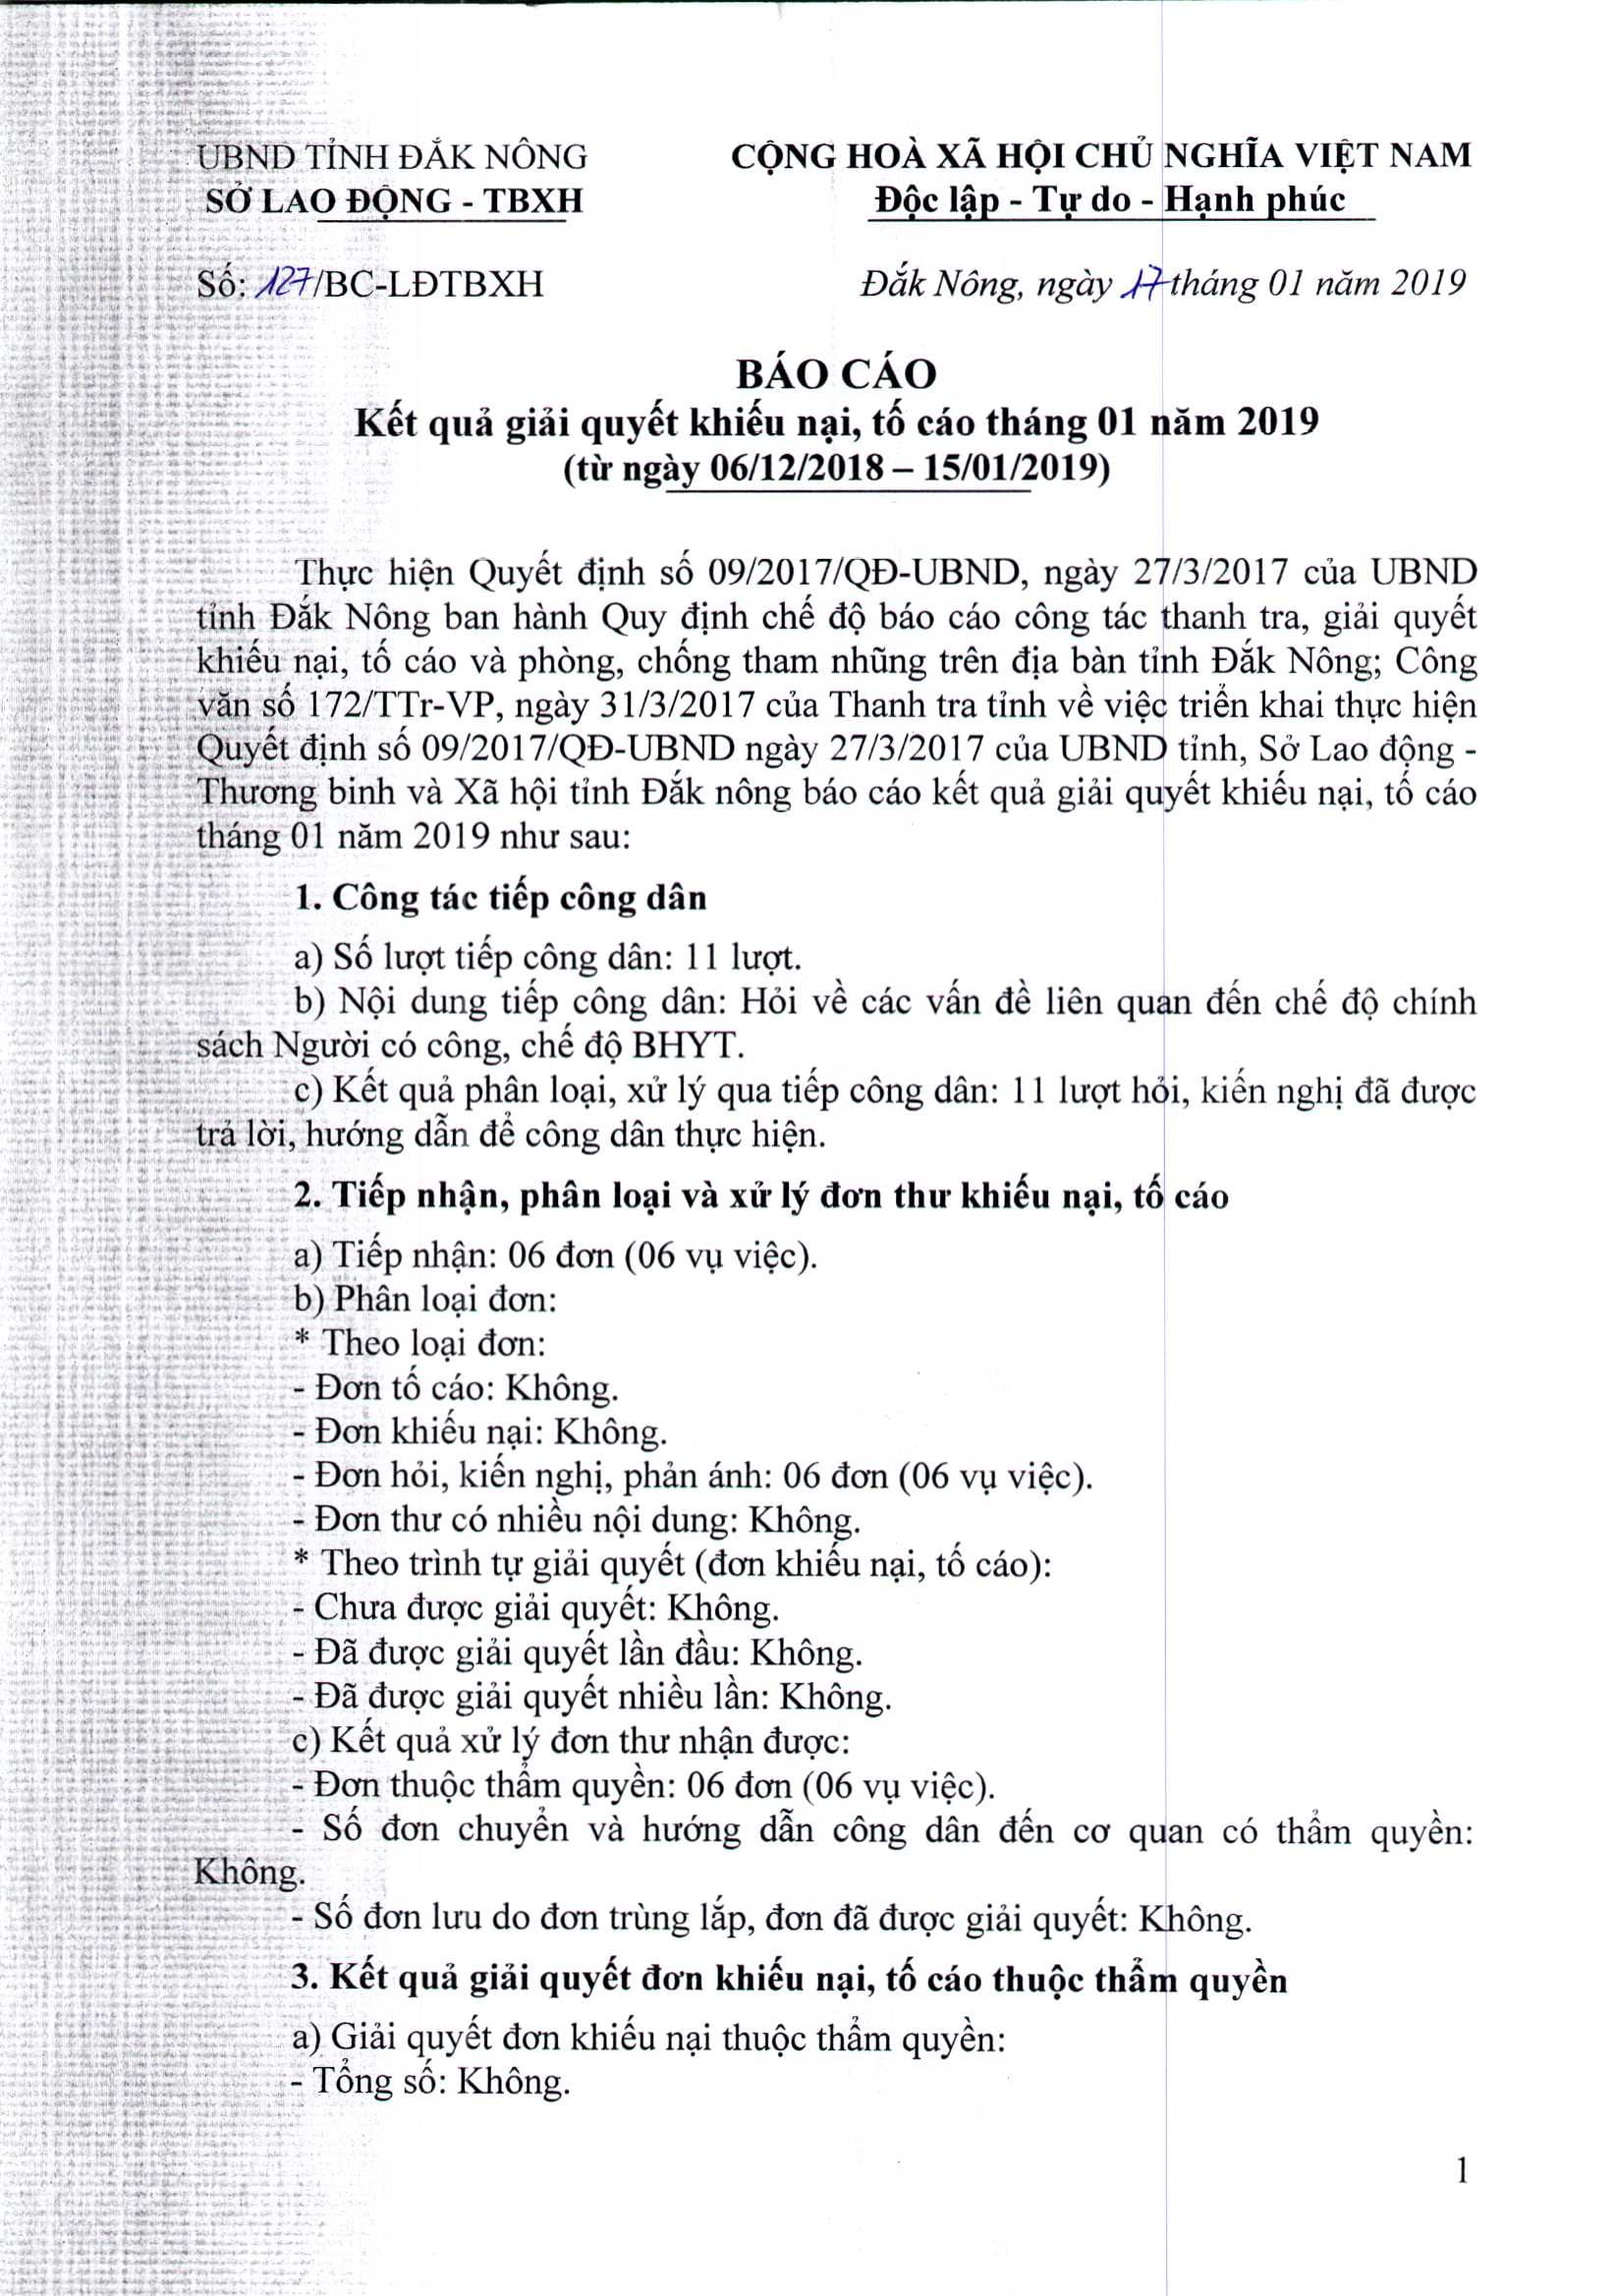 UBND TỈNH ĐẮK NÔNG
SỞ LAO ĐỘNG - TBXH
CỘNG HOÀ XÃ HỘI CHỦ NGHĨA VIỆT NAM
Độc lập - Tự do - Hạnh phúc
Số: 127/BC-LĐTBXH
Đắk Nông, ngày 17 tháng 01 năm 2019
BÁO CÁO
Kết quả giải quyết khiếu nại, tố cáo tháng 01 năm 2019
(từ ngày 06/12/2018 – 15/01/2019)
Thực hiện Quyết định số 09/2017/QĐ-UBND, ngày 27/3/2017 của UBND
tỉnh Đắk Nông ban hành Quy định chế độ báo cáo công tác thanh tra, giải quyết
khiếu nại, tố cáo và phòng, chống tham nhũng trên địa bàn tỉnh Đắk Nông; Công
văn số 172/TTr-VP, ngày 31/3/2017 của Thanh tra tỉnh về việc triển khai thực hiện
Quyết định số 09/2017/QĐ-UBND ngày 27/3/2017 của UBND tỉnh, Sở Lao động -
Thương binh và Xã hội tỉnh Đắk nông báo cáo kết quả giải quyết khiếu nại, tố cáo
tháng 01 năm 2019 như sau:
1. Công tác tiếp công dân
a) Số lượt tiếp công dân: 11 lượt.
b) Nội dung tiếp công dân: Hỏi về các vấn đề liên quan đến chế độ chính
sách Người có công, chế độ BHYT.
c) Kết quả phân loại, xử lý qua tiếp công dân: 11 lượt hỏi, kiến nghị đã được
trả lời, hướng dẫn để công dân thực hiện.
2. Tiếp nhận, phân loại và xử lý đơn thư khiếu nại, tố cáo
a) Tiếp nhận: 06 đơn (06 vụ việc).
b) Phân loại đơn:
* Theo loại đơn:
- Đơn tố cáo: Không.
- Đơn khiếu nại: Không.
- Đơn hỏi, kiến nghị, phản ánh: 06 đơn (06 vụ việc).
- Đơn thư có nhiều nội dung: Không.
* Theo trình tự giải quyết (đơn khiếu nại, tố cáo):
- Chưa được giải quyết: Không.
- Đã được giải quyết lần đầu: Không.
- Đã được giải quyết nhiều lần: Không.
c) Kết quả xử lý đơn thư nhận được:
- Đơn thuộc thẩm quyền: 06 đơn (06 vụ việc).
- Số đơn chuyển và hướng dẫn công dân đến cơ quan có thẩm quyền:
Không.
- Số đơn lưu do đơn trùng lắp, đơn đã được giải quyết: Không.
3. Kết quả giải quyết đơn khiếu nại, tố cáo thuộc thẩm quyền
a) Giải quyết đơn khiếu nại thuộc thẩm quyền:
- Tổng số: Không.
1